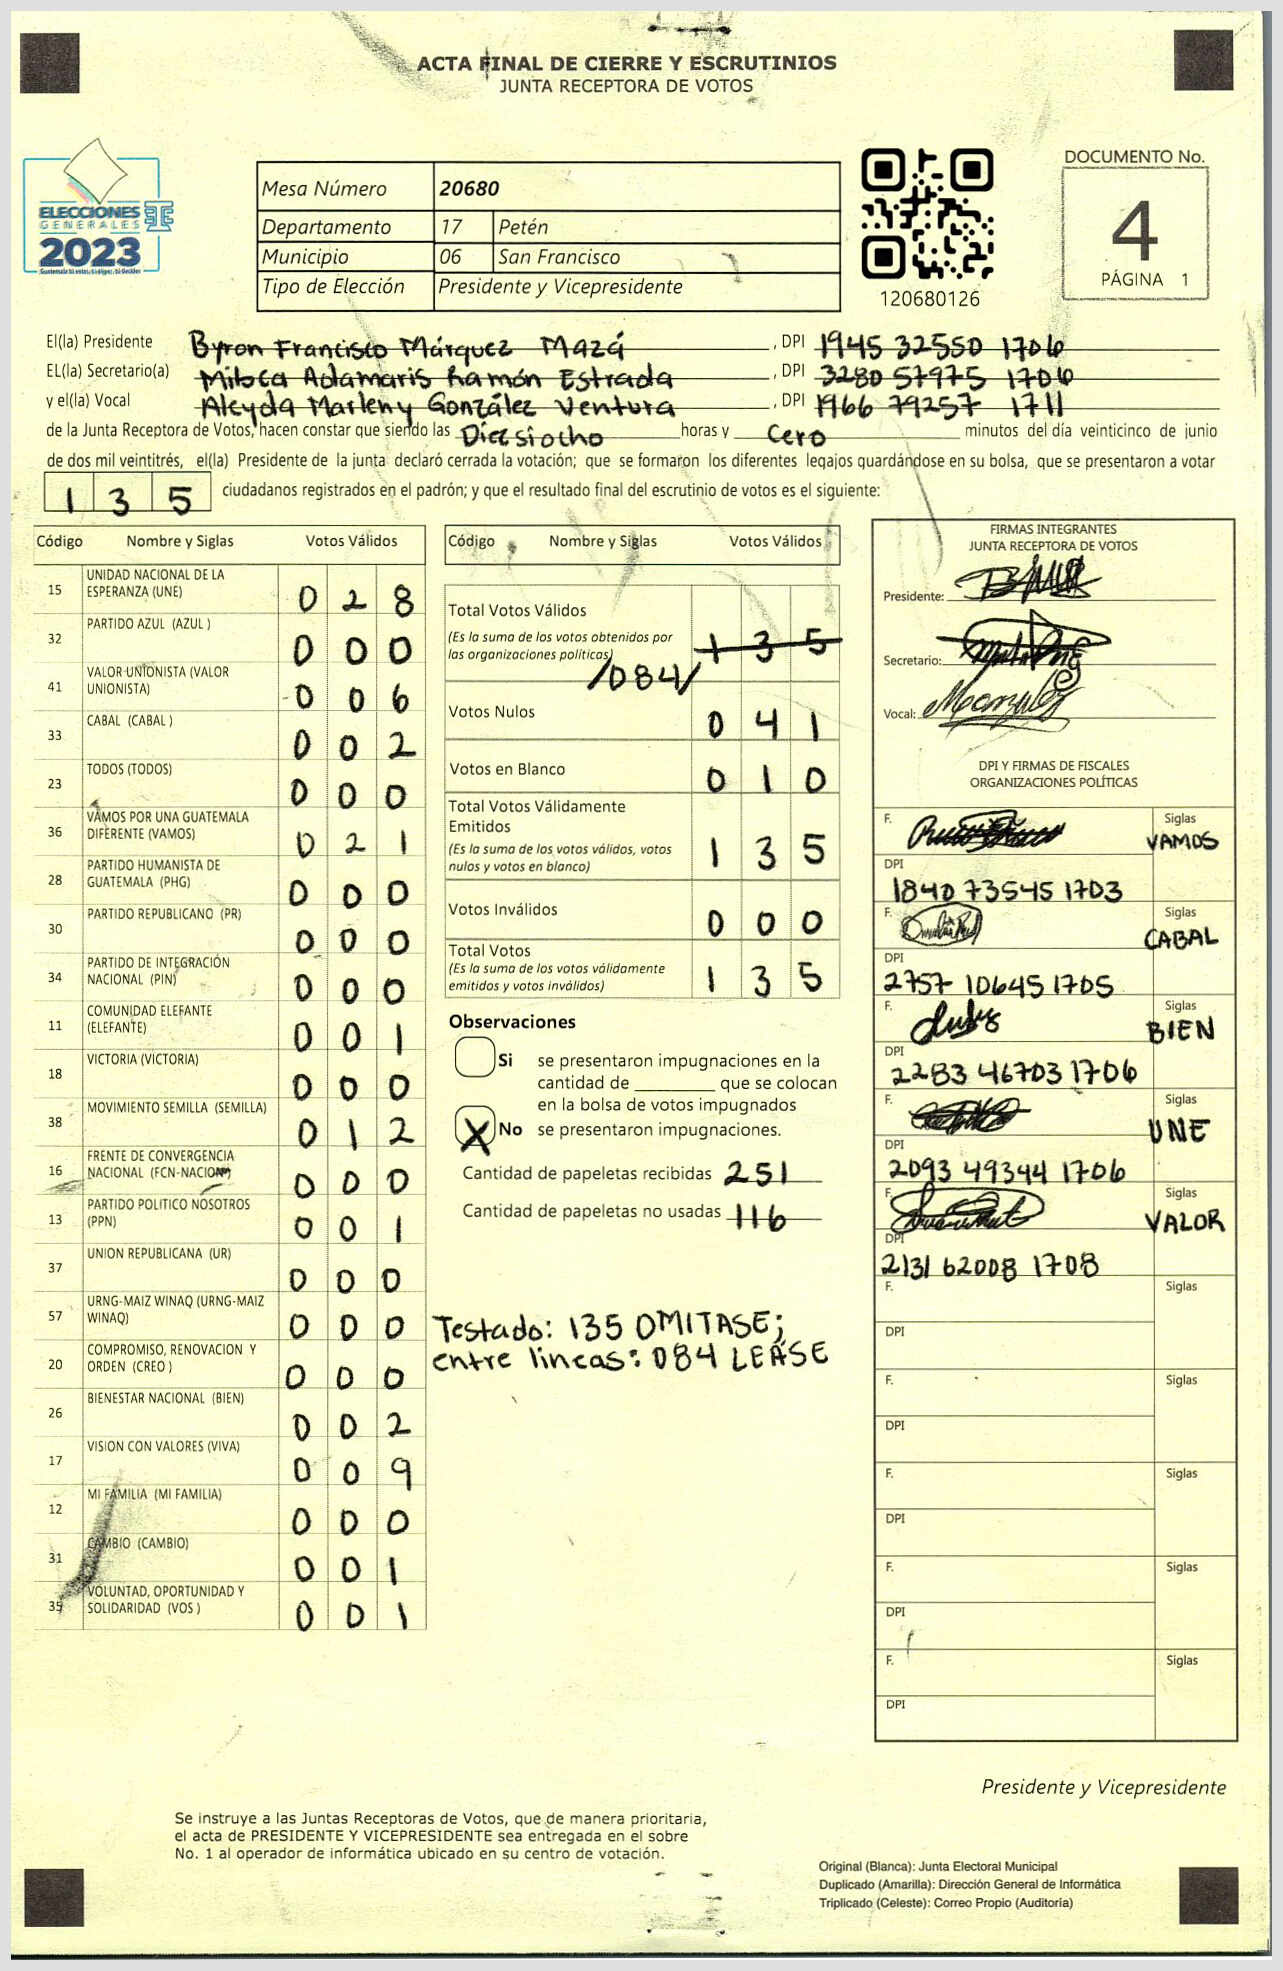 ACTA FINAL DE CIERRE Y ESCRUTINIOS
JUNTA RECEPTORA DE VOTOS
ELECCIONES
GENERALES
2023
Mesa Número 20680
Departamento 17 Petén
Municipio 06 San Francisco
Tipo de Elección Presidente y Vicepresidente
120680126
DOCUMENTO No.
4
PÁGINA 1
El(la) Presidente Byron Francisco Márquez Mazá , DPI 1945 32550 1706
EL(la) Secretario(a) Adamaris Ramón Estrada , DPI 3280 57975 1706
y el(la) Vocal Aleyda Marleny González Ventura , DPI 1966 79257 1711
de la Junta Receptora de Votos, hacen constar que siendo las Diesiocho horas y Cero minutos del día veinticinco de junio
de dos mil veintitrés, el(la) Presidente de la junta declaró cerrada la votación; que se formaron los diferentes legajos guardándose en su bolsa, que se presentaron a votar
135 ciudadanos registrados en el padrón; y que el resultado final del escrutinio de votos es el siguiente:
Código Nombre y Siglas Votos Válidos
15 UNIDAD NACIONAL DE LA
ESPERANZA (UNE) 0 2 8
32 PARTIDO AZUL (AZUL ) 0 0 0
41 VALOR-UNIONISTA (VALOR
UNIONISTA) 0 0 6
33 CABAL (CABAL ) 0 0 2
23 TODOS (TODOS) 0 0 0
36 VAMOS POR UNA GUATEMALA
DIFERENTE (VAMOS) 0 2 1
28 PARTIDO HUMANISTA DE
GUATEMALA (PHG) 0 0 0
30 PARTIDO REPUBLICANO (PR) 0 0 0
34 PARTIDO DE INTEGRACIÓN
NACIONAL (PIN) 0 0 0
11 COMUNIDAD ELEFANTE
(ELEFANTE) 0 0 1
18 VICTORIA (VICTORIA) 0 0 0
38 MOVIMIENTO SEMILLA (SEMILLA) 0 1 2
16 FRENTE DE CONVERGENCIA
NACIONAL (FCN-NACION) 0 0 0
13 PARTIDO POLITICO NOSOTROS
(PPN) 0 0 1
37 UNION REPUBLICANA (UR) 0 0 0
57 URNG-MAIZ WINAQ (URNG-MAIZ
WINAQ) 0 0 0
20 COMPROMISO, RENOVACION Y
ORDEN (CREO ) 0 0 0
26 BIENESTAR NACIONAL (BIEN) 0 0 2
17 VISION CON VALORES (VIVA) 0 0 9
12 MI FAMILIA (MI FAMILIA) 0 0 0
31 CAMBIO (CAMBIO) 0 0 1
35 VOLUNTAD, OPORTUNIDAD Y
SOLIDARIDAD (VOS ) 0 0 1
Código Nombre y Siglas Votos Válidos
Total Votos Válidos
(Es la suma de los votos obtenidos por
las organizaciones políticas) 1 3 5
/084/
Votos Nulos 0 4 1
Votos en Blanco 0 1 0
Total Votos Válidamente
Emitidos
(Es la suma de los votos válidos, votos
nulos y votos en blanco) 1 3 5
Votos Inválidos 0 0 0
Total Votos
(Es la suma de los votos válidamente
emitidos y votos inválidos) 1 3 5
Observaciones
Si se presentaron impugnaciones en la
cantidad de ________ que se colocan
en la bolsa de votos impugnados
X No se presentaron impugnaciones.
Cantidad de papeletas recibidas 251
Cantidad de papeletas no usadas 116
Testado: 135 OMITASE;
entre lineas: 084 LEASE
FIRMAS INTEGRANTES
JUNTA RECEPTORA DE VOTOS
Presidente:
Secretario:
Vocal:
DPI Y FIRMAS DE FISCALES
ORGANIZACIONES POLÍTICAS
F. Siglas
VAMOS
DPI
1840 73545 1703
F. Siglas
CABAL
DPI
2757 10645 1705
F. Siglas
BIEN
DPI
2283 46703 1706
F. Siglas
UNE
DPI
2093 49344 1706
F. Siglas
VALOR
DPI
2131 62008 1708
F. Siglas
DPI
F. Siglas
DPI
F. Siglas
DPI
F. Siglas
DPI
F. Siglas
DPI
Presidente y Vicepresidente
Se instruye a las Juntas Receptoras de Votos, que de manera prioritaria,
el acta de PRESIDENTE Y VICEPRESIDENTE sea entregada en el sobre
No. 1 al operador de informática ubicado en su centro de votación.
Original (Blanca): Junta Electoral Municipal
Duplicado (Amarilla): Dirección General de Informática
Triplicado (Celeste): Correo Propio (Auditoría)